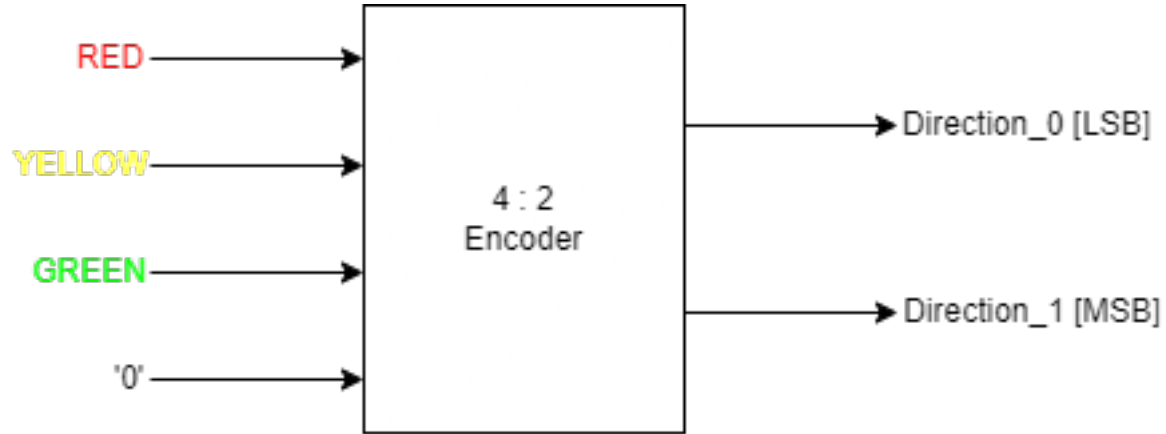 RED
YELLOW
GREEN
'0'
4 : 2
Encoder
Direction_0 [LSB]
Direction_1 [MSB]